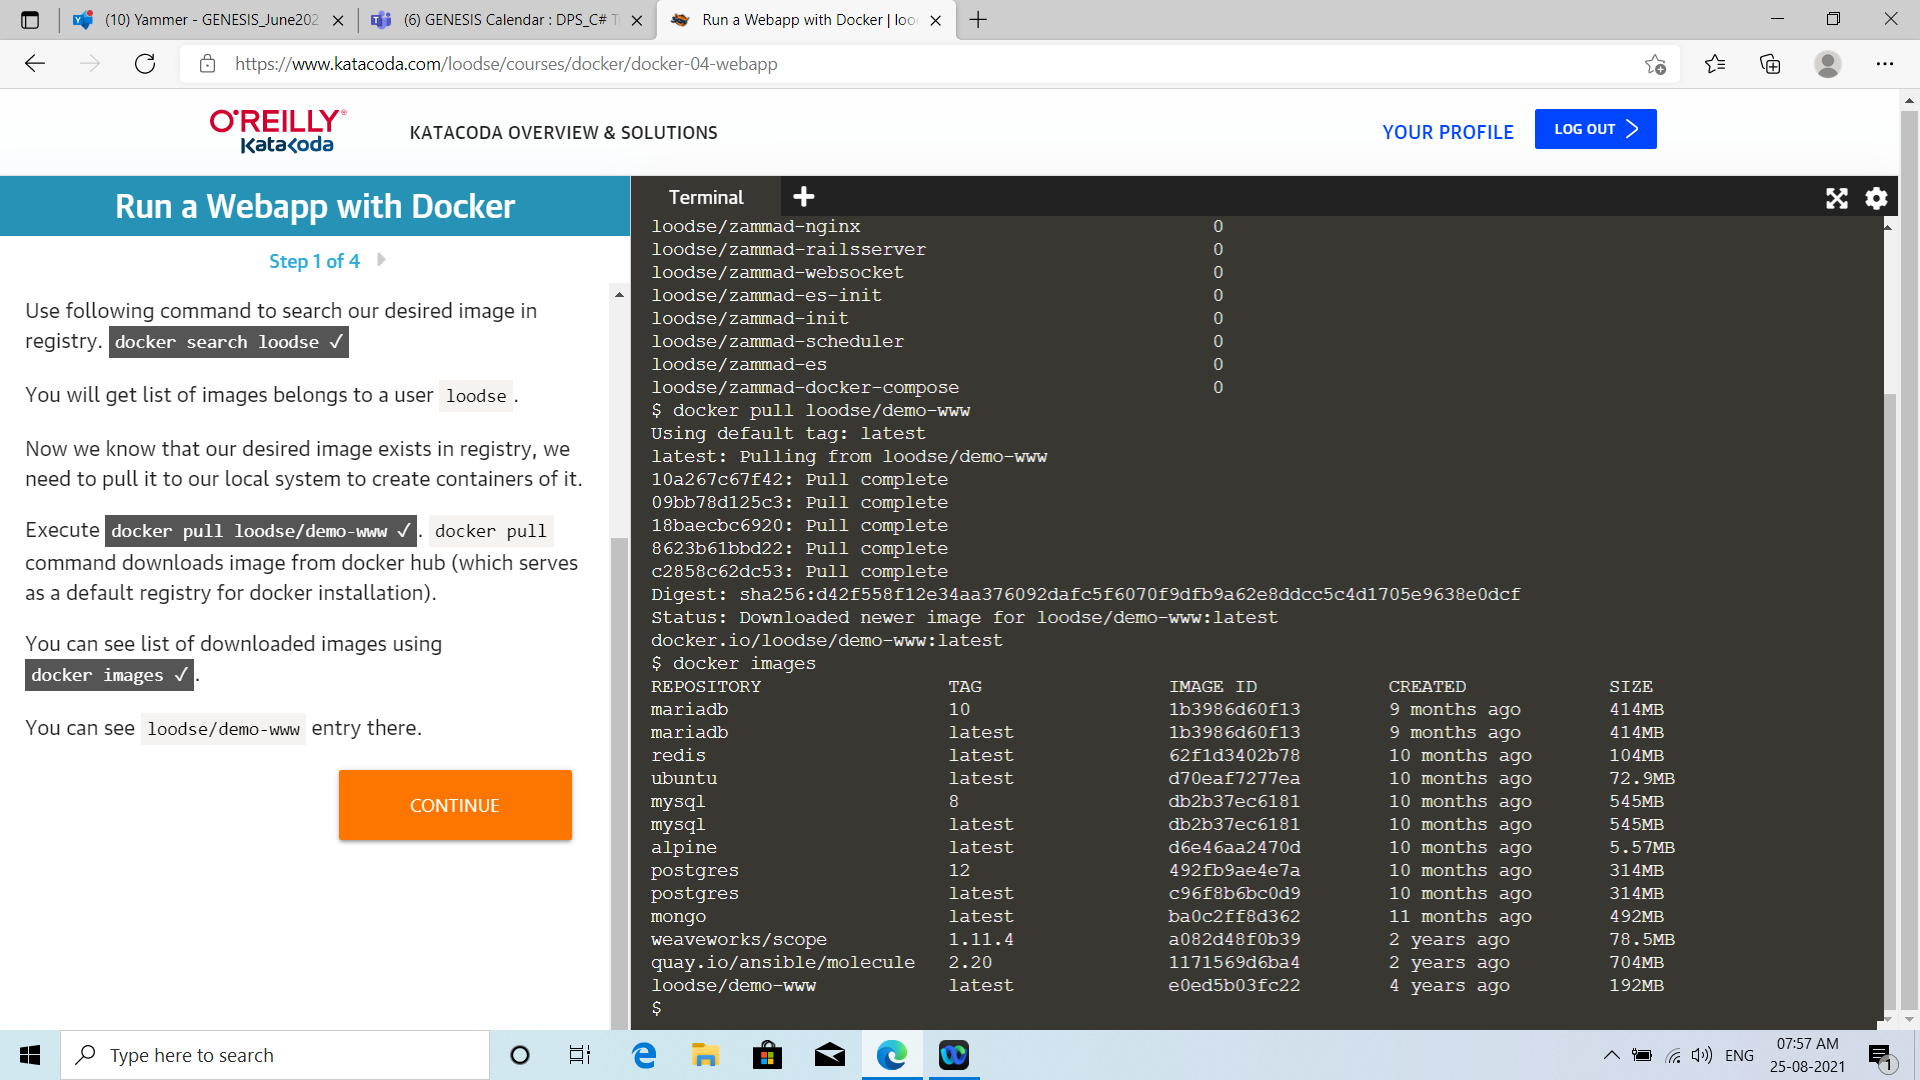 (10) Yammer - GENESIS_June202
(6) GENESIS Calendar : DPS_C# T
Run a Webapp with Docker | loo
https://www.katacoda.com/loodse/courses/docker/docker-04-webapp
O'REILLY®
Katacoda
KATACODA OVERVIEW & SOLUTIONS
YOUR PROFILE
LOG OUT
Run a Webapp with Docker
Step 1 of 4
Use following command to search our desired image in
registry. docker search loodse ✓
You will get list of images belongs to a user loodse .
Now we know that our desired image exists in registry, we
need to pull it to our local system to create containers of it.
Execute docker pull loodse/demo-www ✓ . docker pull
command downloads image from docker hub (which serves
as a default registry for docker installation).
You can see list of downloaded images using
docker images ✓ .
You can see loodse/demo-www entry there.
CONTINUE
Terminal
loodse/zammad-nginx 0
loodse/zammad-railsserver 0
loodse/zammad-websocket 0
loodse/zammad-es-init 0
loodse/zammad-init 0
loodse/zammad-scheduler 0
loodse/zammad-es 0
loodse/zammad-docker-compose 0
$ docker pull loodse/demo-www
Using default tag: latest
latest: Pulling from loodse/demo-www
10a267c67f42: Pull complete
09bb78d125c3: Pull complete
18baecbc6920: Pull complete
8623b61bbd22: Pull complete
c2858c62dc53: Pull complete
Digest: sha256:d42f558f12e34aa376092dafc5f6070f9dfb9a62e8ddcc5c4d1705e9638e0dcf
Status: Downloaded newer image for loodse/demo-www:latest
docker.io/loodse/demo-www:latest
$ docker images
REPOSITORY TAG IMAGE ID CREATED SIZE
mariadb 10 1b3986d60f13 9 months ago 414MB
mariadb latest 1b3986d60f13 9 months ago 414MB
redis latest 62f1d3402b78 10 months ago 104MB
ubuntu latest d70eaf7277ea 10 months ago 72.9MB
mysql 8 db2b37ec6181 10 months ago 545MB
mysql latest db2b37ec6181 10 months ago 545MB
alpine latest d6e46aa2470d 10 months ago 5.57MB
postgres 12 492fb9ae4e7a 10 months ago 314MB
postgres latest c96f8b6bc0d9 10 months ago 314MB
mongo latest ba0c2ff8d362 11 months ago 492MB
weaveworks/scope 1.11.4 a082d48f0b39 2 years ago 78.5MB
quay.io/ansible/molecule 2.20 1171569d6ba4 2 years ago 704MB
loodse/demo-www latest e0ed5b03fc22 4 years ago 192MB
$
Type here to search
ENG
07:57 AM
25-08-2021
1